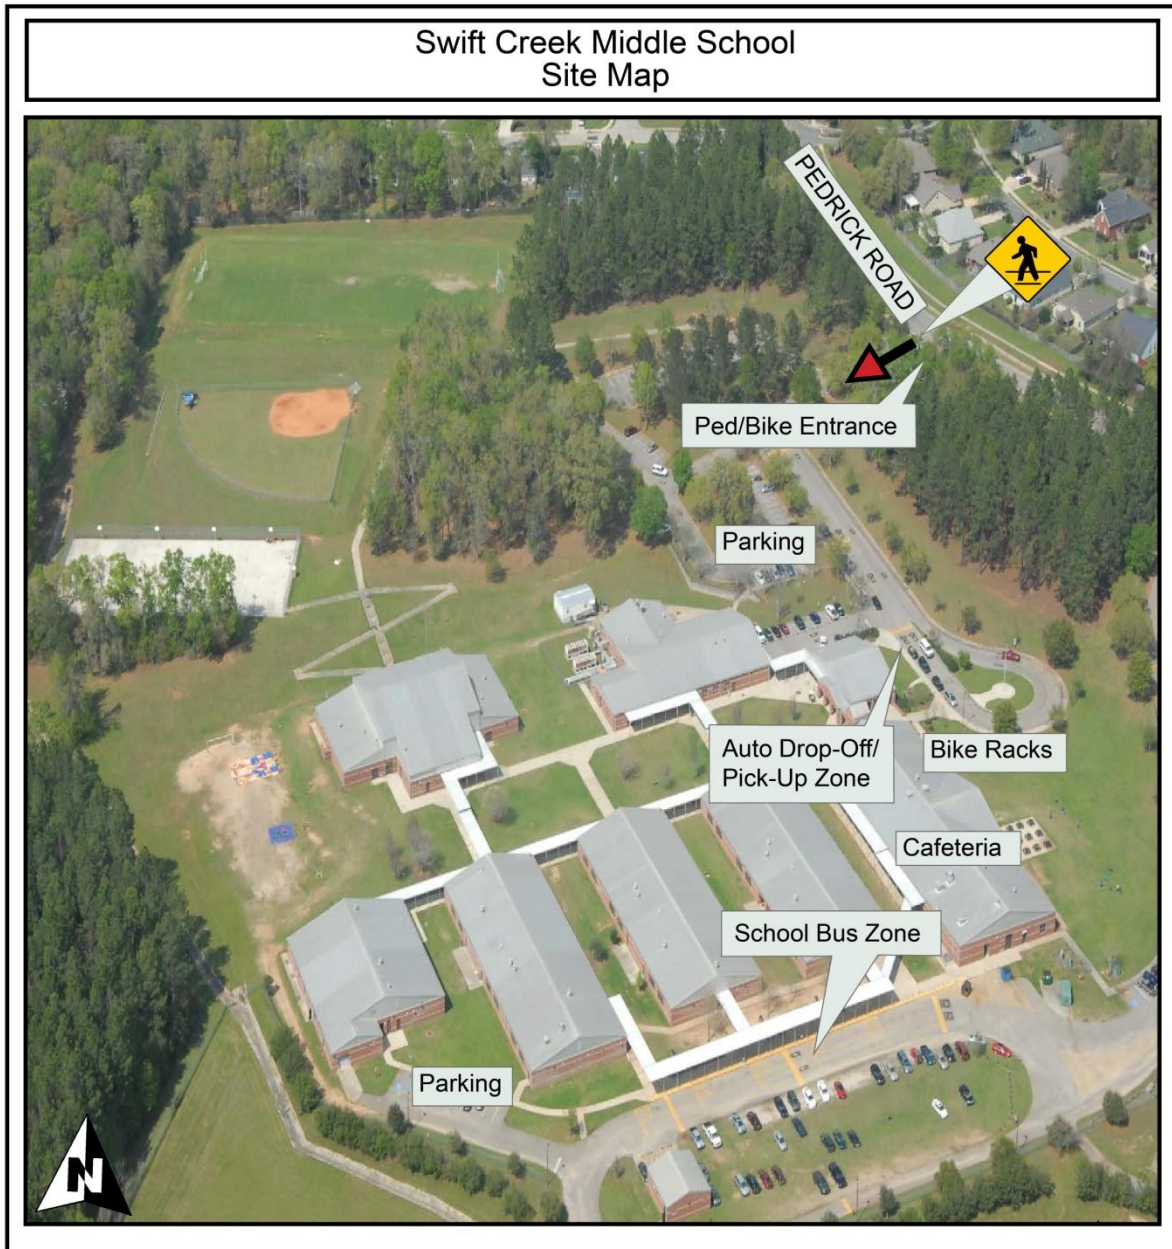 Swift Creek Middle School
Site Map
PEDRICK ROAD
Ped/Bike Entrance
Parking
Auto Drop-Off/
Pick-Up Zone
Bike Racks
Cafeteria
School Bus Zone
Parking
N